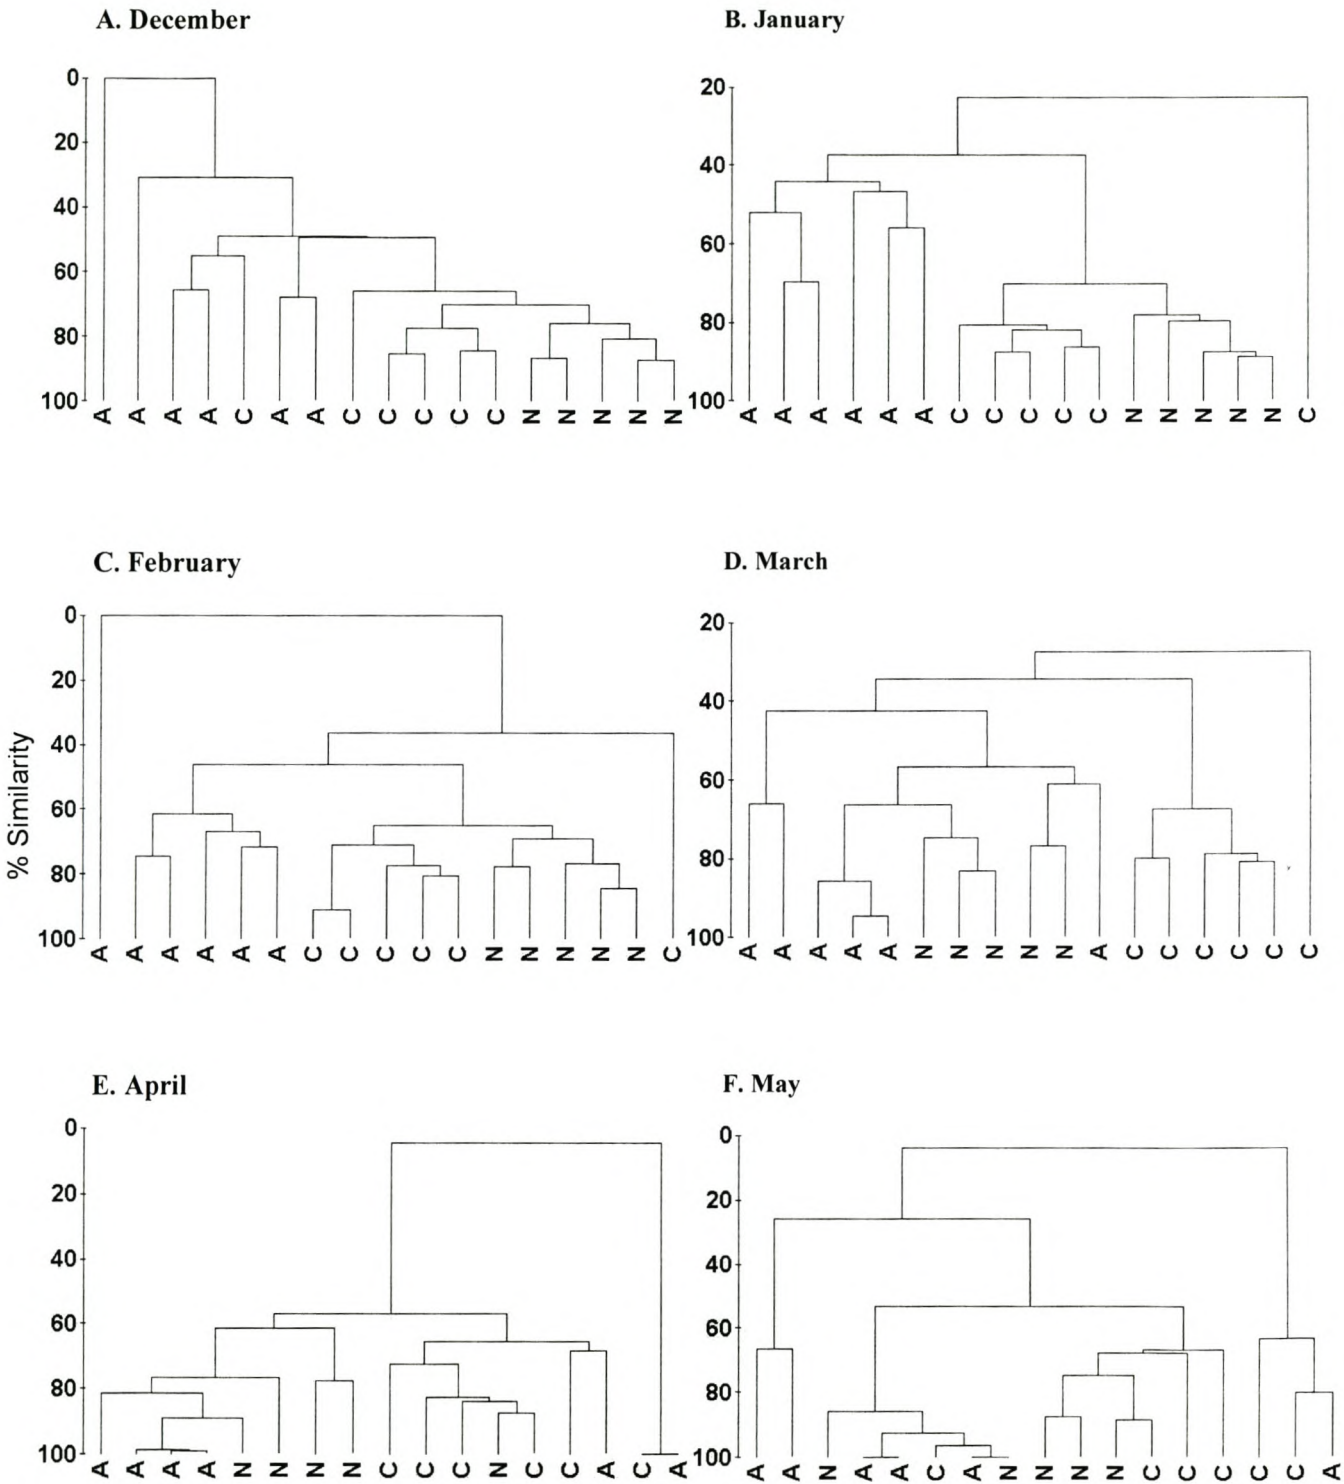 A. December
0
20
40
60
80
100
A A A A C A A C C C C C N N N N N
B. January
20
40
60
80
100
A A A A A A C C C C C N N N N N C
C. February
0
20
40
60
80
100
A A A A A A C C C C C N N N N N C
D. March
20
40
60
80
100
A A A A A N N N N N A C C C C C C
% Similarity
E. April
0
20
40
60
80
100
A A A A N N N N C C C N C C A C A
F. May
0
20
40
60
80
100
A A N A A C A N N N N C C C C C A